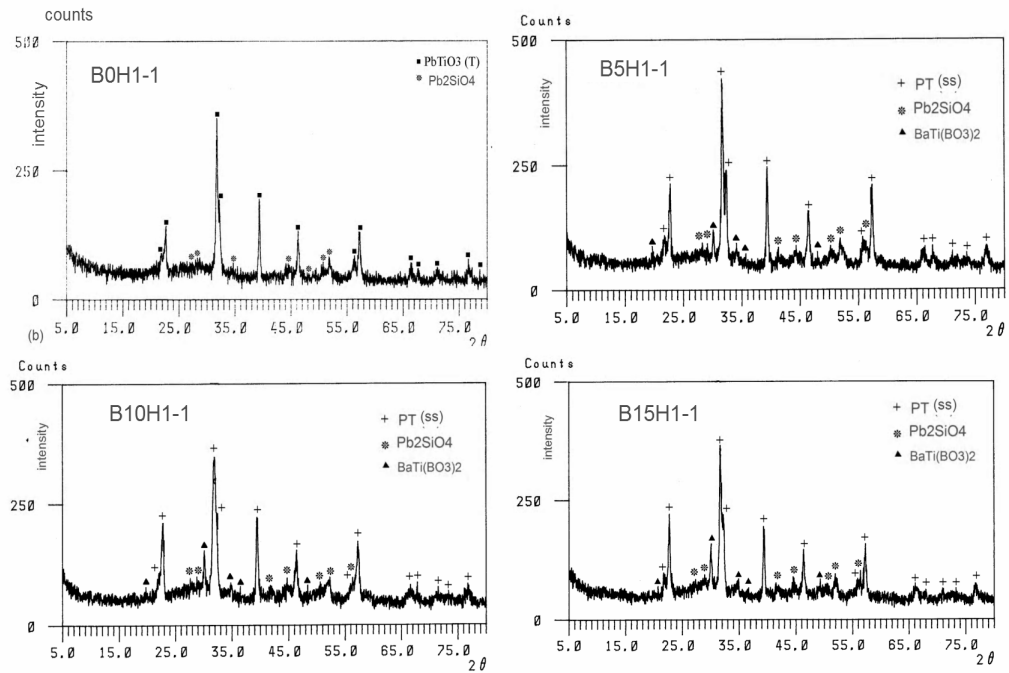 counts
500
B0H1-1
PbTiO3 (T)
Pb2SiO4
intensity
250
0
5.0 15.0 25.0 35.0 45.0 55.0 65.0 75.0
2θ
(b)
Counts
500
B5H1-1
PT (ss)
Pb2SiO4
BaTi(BO3)2
intensity
250
0
5.0 15.0 25.0 35.0 45.0 55.0 65.0 75.0
2θ
Counts
500
B10H1-1
PT (ss)
Pb2SiO4
BaTi(BO3)2
intensity
250
0
5.0 15.0 25.0 35.0 45.0 55.0 65.0 75.0
2θ
Counts
500
B15H1-1
PT (ss)
Pb2SiO4
BaTi(BO3)2
intensity
250
0
5.0 15.0 25.0 35.0 45.0 55.0 65.0 75.0
2θ